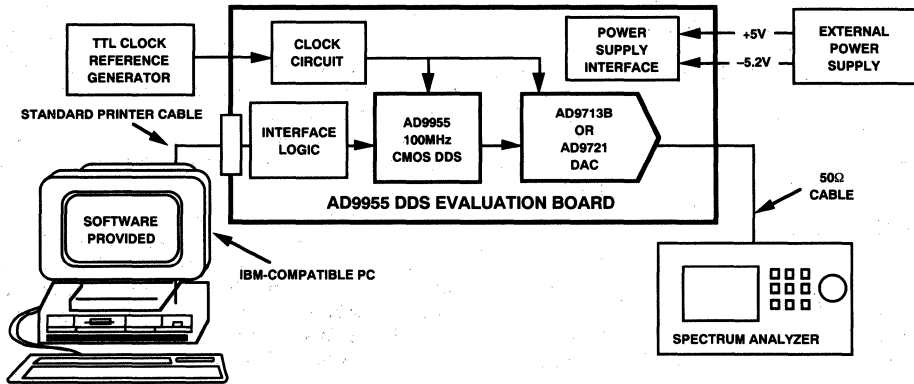 TTL CLOCK
REFERENCE
GENERATOR
CLOCK
CIRCUIT
POWER
SUPPLY
INTERFACE
+5V
–5.2V
EXTERNAL
POWER
SUPPLY
STANDARD PRINTER CABLE
INTERFACE
LOGIC
AD9955
100MHz
CMOS DDS
AD9713B
OR
AD9721
DAC
AD9955 DDS EVALUATION BOARD
50Ω
CABLE
SOFTWARE
PROVIDED
IBM-COMPATIBLE PC
SPECTRUM ANALYZER